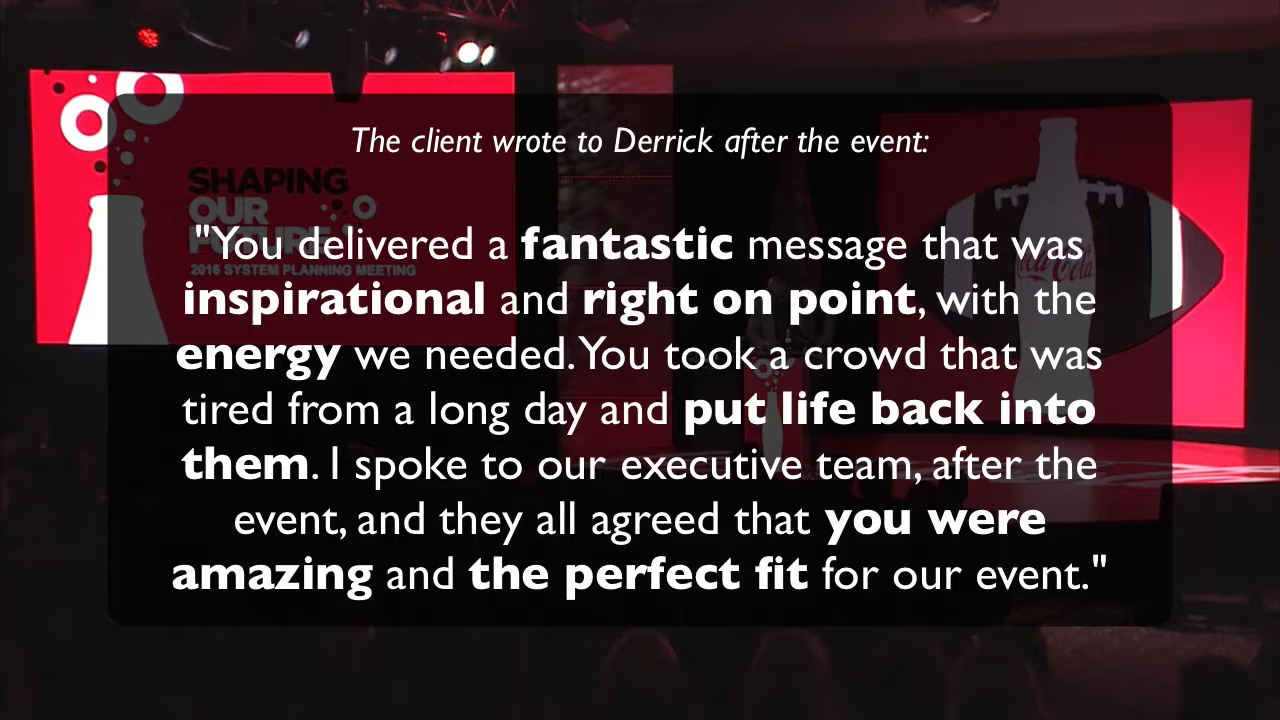 The client wrote to Derrick after the event:
SHAPING
OUR
FUTURE
2016 SYSTEM PLANNING MEETING
"You delivered a fantastic message that was
inspirational and right on point, with the
energy we needed. You took a crowd that was
tired from a long day and put life back into
them. I spoke to our executive team, after the
event, and they all agreed that you were
amazing and the perfect fit for our event."
Coca-Cola